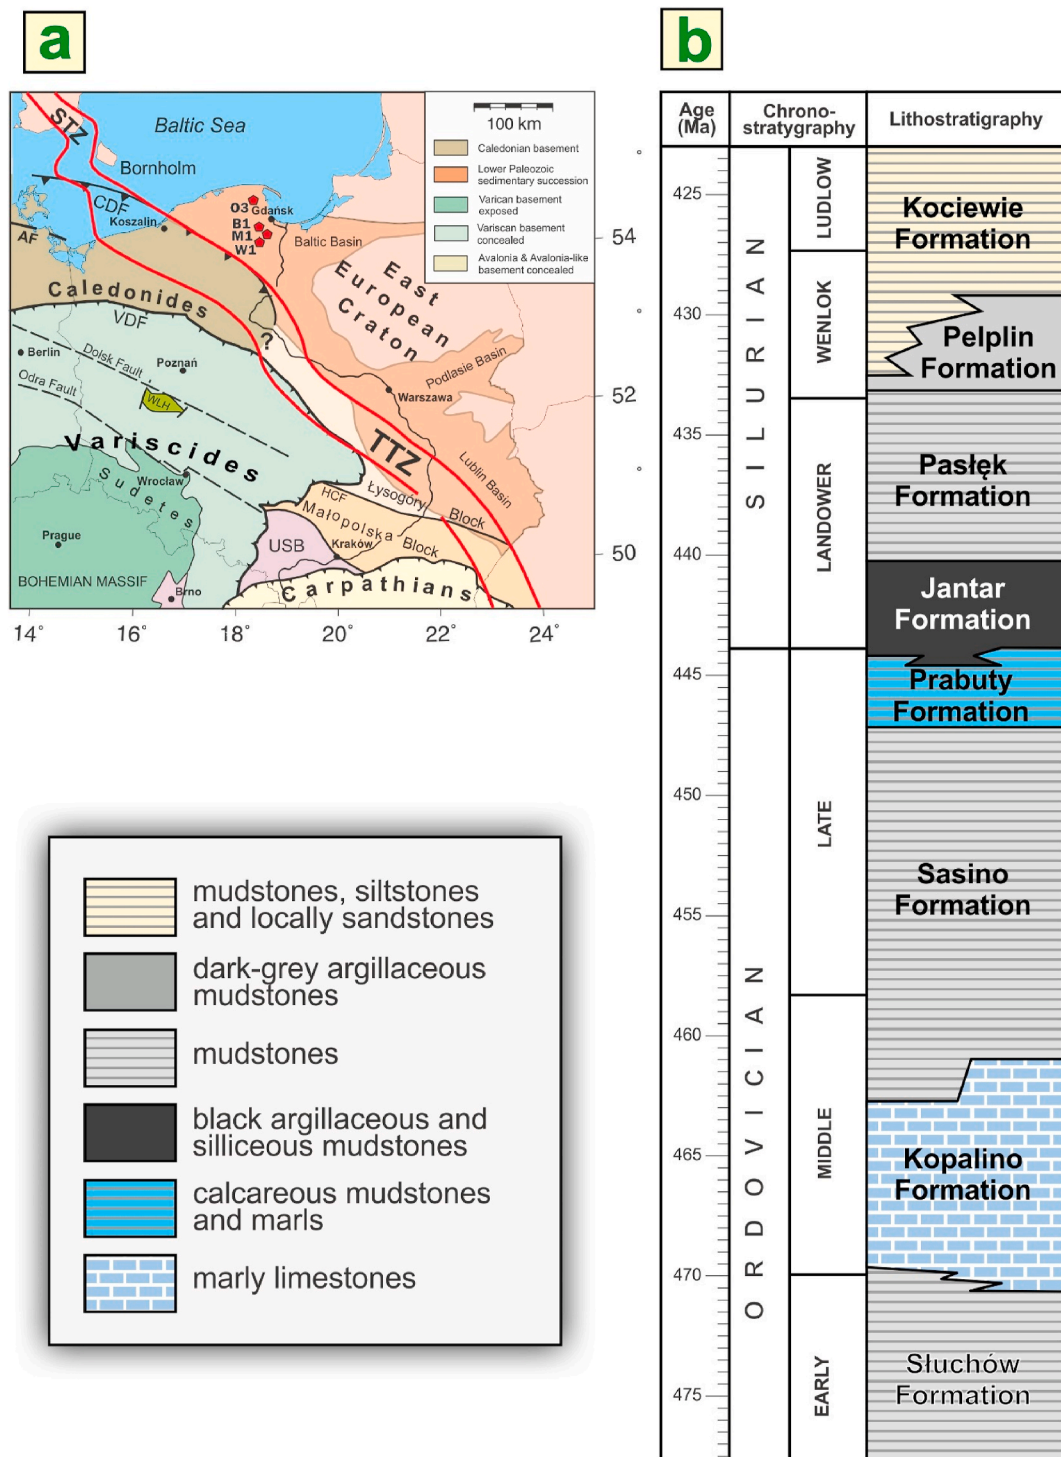 a
STZ
Baltic Sea
Bornholm
CDF
Koszalin
AF
O3
Gdańsk
B1
M1
W1
Baltic Basin
100 km
Caledonian basement
Lower Paleozoic
sedimentary succession
Varican basement
exposed
Variscan basement
concealed
Avalonia & Avalonia-like
basement concealed
East
European
Craton
Caledonides
VDF
?
Berlin
Dolsk Fault
Poznań
Podlasie Basin
Warszawa
Odra Fault
WLH
Variscides
TTZ
Lublin Basin
Sudetes
Wrocław
HCF
Łysogóry
Block
Małopolska
Block
Prague
USB
Kraków
BOHEMIAN MASSIF
Brno
Carpathians
°
54
°
52
°
50
14°
16°
18°
20°
22°
24°
mudstones, siltstones
and locally sandstones
dark-grey argillaceous
mudstones
mudstones
black argillaceous and
silliceous mudstones
calcareous mudstones
and marls
marly limestones
b
Age
(Ma)
Chrono-
stratygraphy
Lithostratigraphy
425
430
435
440
445
450
455
460
465
470
475
SILURIAN
ORDOVICIAN
LUDLOW
WENLOK
LANDOWER
LATE
MIDDLE
EARLY
Kociewie
Formation
Pelplin
Formation
Pasłęk
Formation
Jantar
Formation
Prabuty
Formation
Sasino
Formation
Kopalino
Formation
Słuchów
Formation